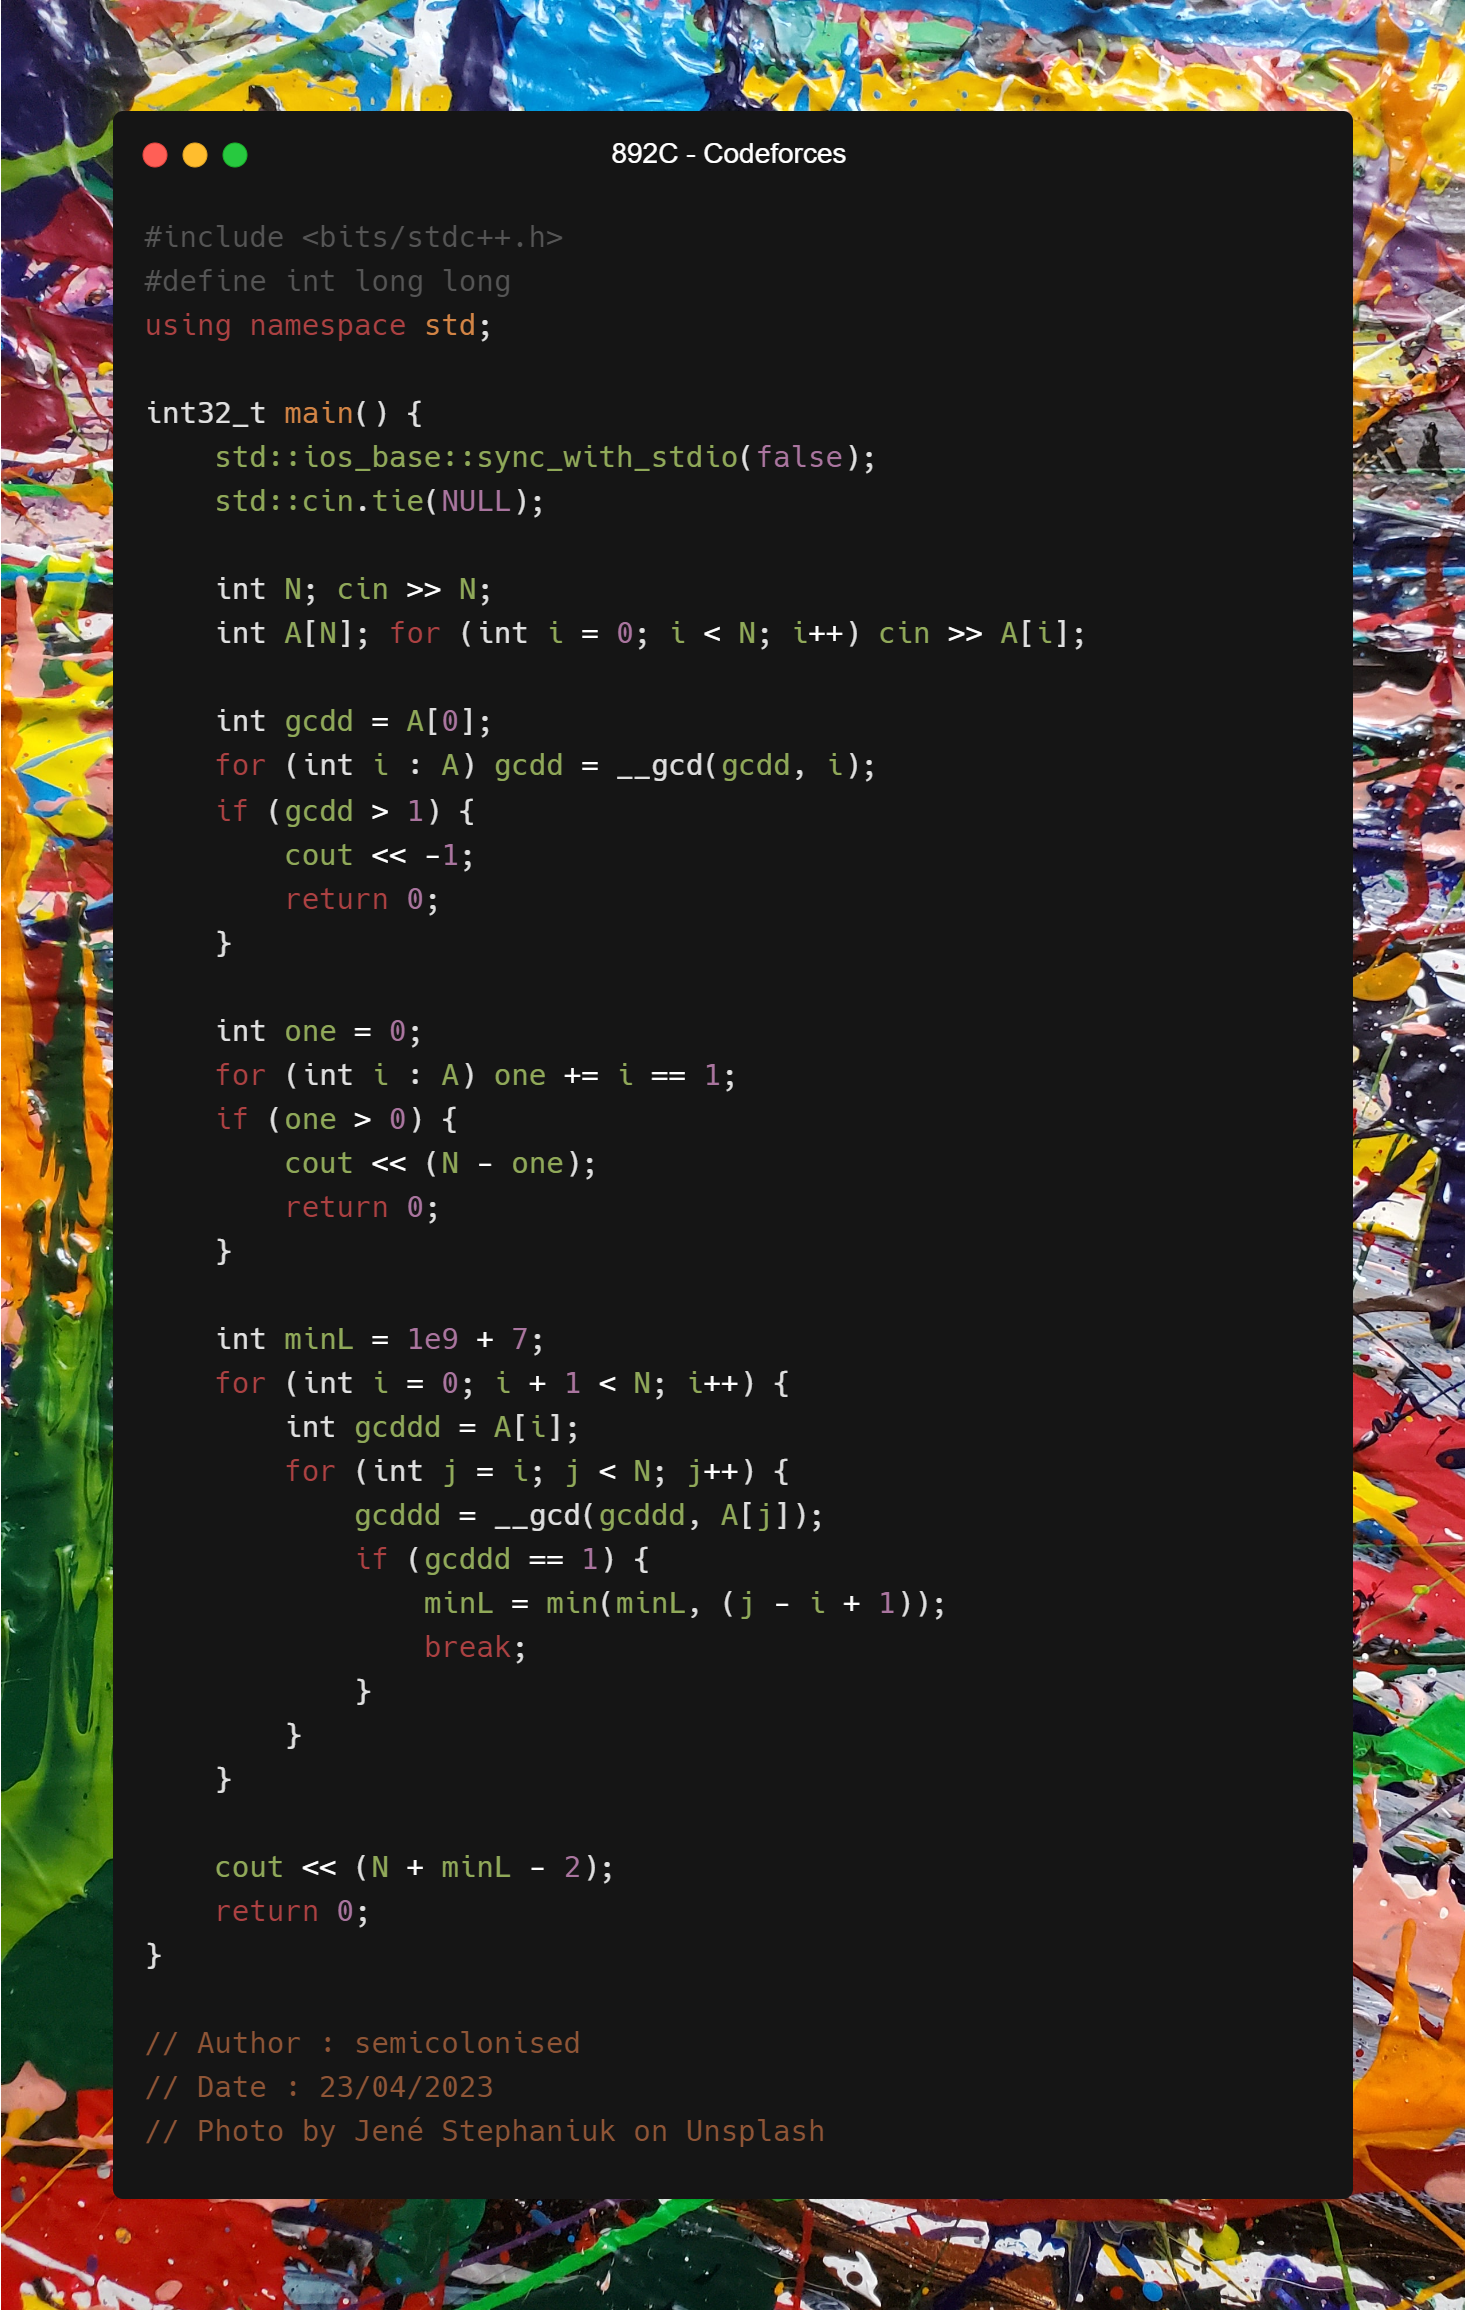 892C - Codeforces
#include <bits/stdc++.h>
#define int long long
using namespace std;
int32_t main() {
    std::ios_base::sync_with_stdio(false);
    std::cin.tie(NULL);
    int N; cin >> N;
    int A[N]; for (int i = 0; i < N; i++) cin >> A[i];
    int gcdd = A[0];
    for (int i : A) gcdd = __gcd(gcdd, i);
    if (gcdd > 1) {
        cout << -1;
        return 0;
    }
    int one = 0;
    for (int i : A) one += i == 1;
    if (one > 0) {
        cout << (N - one);
        return 0;
    }
    int minL = 1e9 + 7;
    for (int i = 0; i + 1 < N; i++) {
        int gcddd = A[i];
        for (int j = i; j < N; j++) {
            gcddd = __gcd(gcddd, A[j]);
            if (gcddd == 1) {
                minL = min(minL, (j - i + 1));
                break;
            }
        }
    }
    cout << (N + minL - 2);
    return 0;
}
// Author : semicolonised
// Date : 23/04/2023
// Photo by Jené Stephaniuk on Unsplash